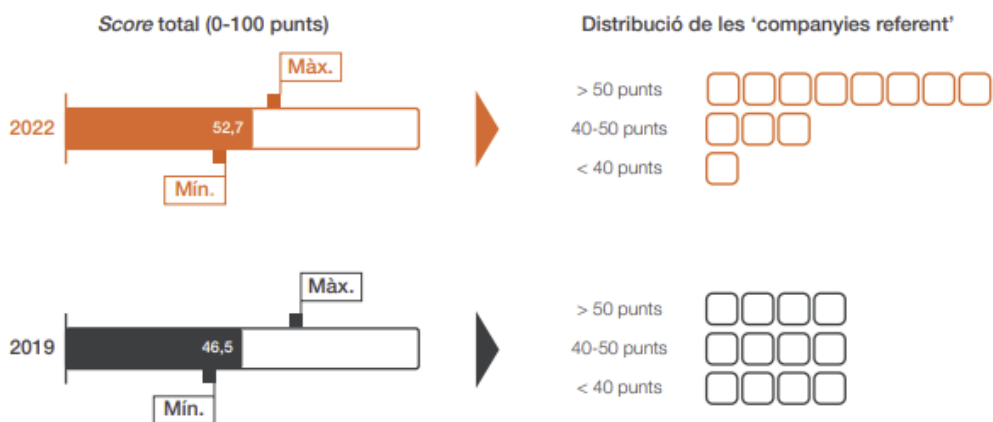 Score total (0-100 punts)
Distribució de les ‘companyies referent’
Màx.
2022
52,7
Mín.
> 50 punts
40-50 punts
< 40 punts
Màx.
2019
46,5
Mín.
> 50 punts
40-50 punts
< 40 punts